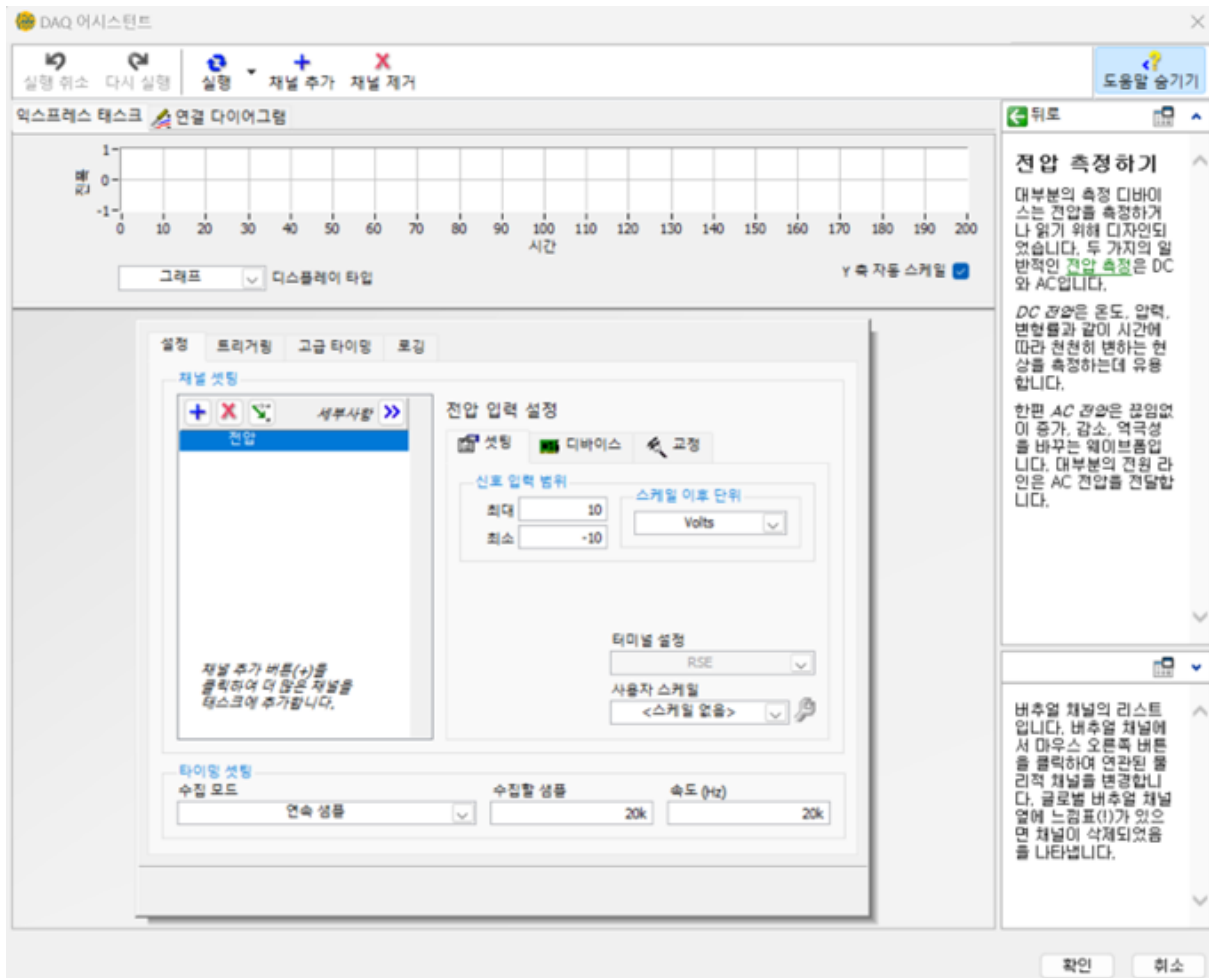 DAQ 어시스턴트
실행 취소 다시 실행 실행 채널 추가 채널 제거
도움말 숨기기
익스프레스 태스크 연결 다이어그램
진폭
1
0
-1
0 10 20 30 40 50 60 70 80 90 100 110 120 130 140 150 160 170 180 190 200
시간
그래프 디스플레이 타입
Y 축 자동 스케일
설정 트리거링 고급 타이밍 로깅
채널 셋팅
세부사항
전압
채널 추가 버튼(+)를
클릭하여 더 많은 채널을
태스크에 추가합니다.
전압 입력 설정
셋팅 디바이스 교정
신호 입력 범위
최대 10
최소 -10
스케일 이후 단위
Volts
터미널 설정
RSE
사용자 스케일
<스케일 없음>
타이밍 셋팅
수집 모드 수집할 샘플 속도 (Hz)
연속 샘플 20k 20k
뒤로
전압 측정하기
대부분의 측정 디바이
스는 전압을 측정하거
나 읽기 위해 디자인되
었습니다. 두 가지의 일
반적인 전압 측정은 DC
와 AC입니다.
DC 전압은 온도, 압력,
변형률과 같이 시간에
따라 천천히 변하는 현
상을 측정하는데 유용
합니다.
한편 AC 전압은 끊임없
이 증가, 감소, 역극성
을 바꾸는 웨이브폼입
니다. 대부분의 전원 라
인은 AC 전압을 전달합
니다.
버추얼 채널의 리스트
입니다. 버추얼 채널에
서 마우스 오른쪽 버튼
을 클릭하여 연관된 물
리적 채널을 변경합니
다. 글로벌 버추얼 채널
옆에 느낌표(!)가 있으
면 채널이 삭제되었음
을 나타냅니다.
확인 취소